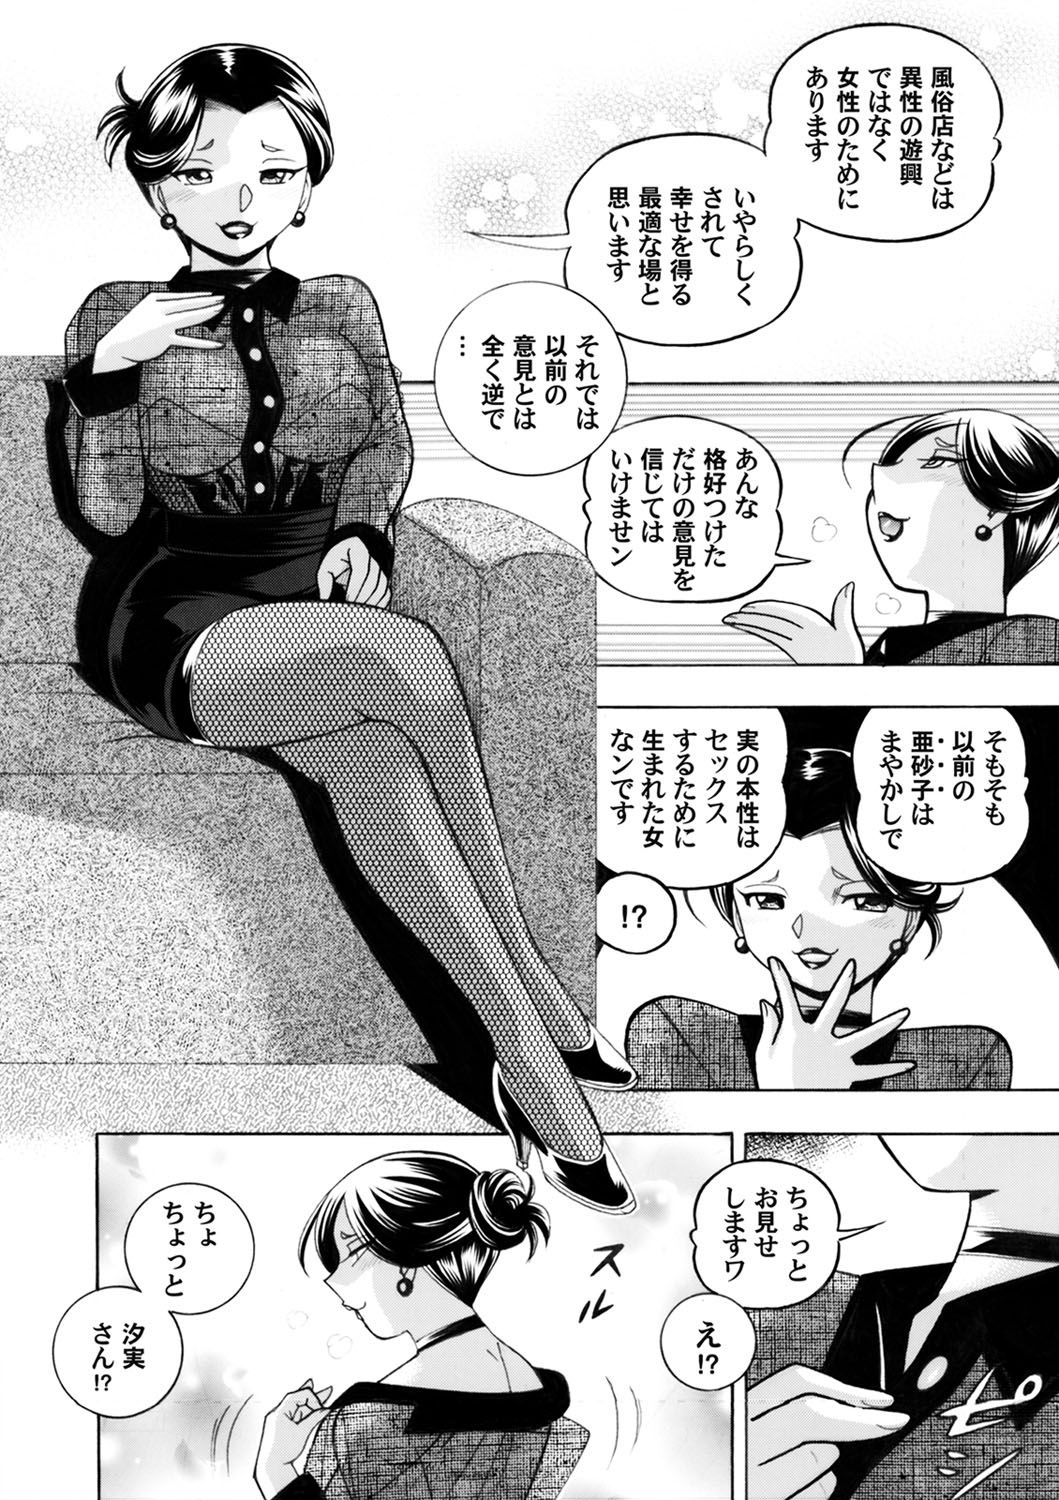 風俗店などは
異性の遊興
ではなく
女性のために
あります
いやらしく
されて
幸せを得る
最適な場と
思います
それでは
以前の
意見とは
全く逆で
…
あんな
格好つけた
だけの意見を
信じては
いけませン
そもそも
以前の
亜砂子は
まやかしで
実の本性は
セックス
するために
生まれた女
なンです
!?
ちょっと
お見せ
しますワ
え!?
ピッ
スル
ちょ
ちょっと
汐実
さん!?